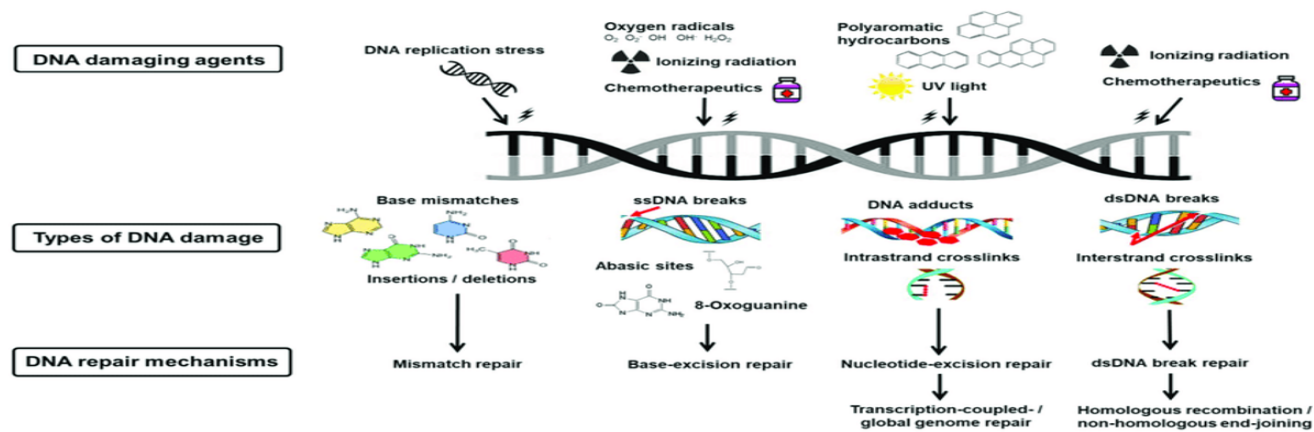 DNA damaging agents
DNA replication stress
Oxygen radicals
O₂ O₂⁻ OH OH⁻ H₂O₂
Ionizing radiation
Chemotherapeutics
Polyaromatic
hydrocarbons
UV light
Ionizing radiation
Chemotherapeutics
Types of DNA damage
Base mismatches
Insertions / deletions
ssDNA breaks
Abasic sites
8-Oxoguanine
DNA adducts
Intrastrand crosslinks
dsDNA breaks
Interstrand crosslinks
DNA repair mechanisms
Mismatch repair
Base-excision repair
Nucleotide-excision repair
Transcription-coupled- /
global genome repair
dsDNA break repair
Homologous recombination /
non-homologous end-joining